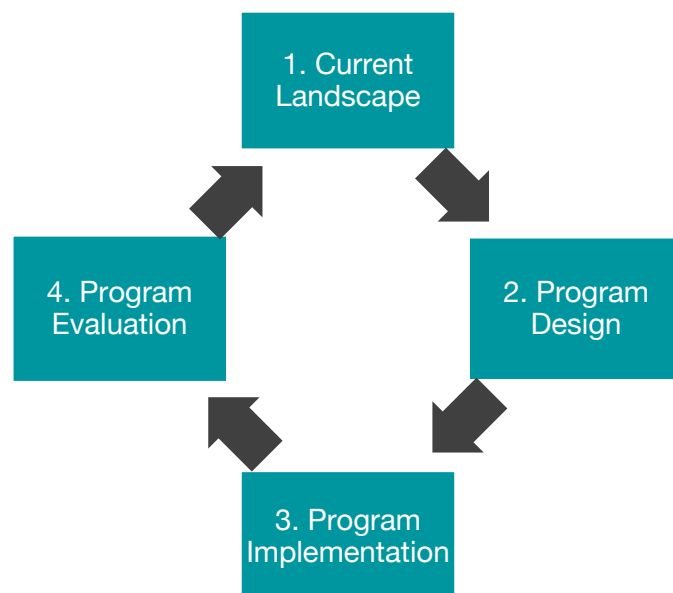 1. Current
Landscape
2. Program
Design
3. Program
Implementation
4. Program
Evaluation